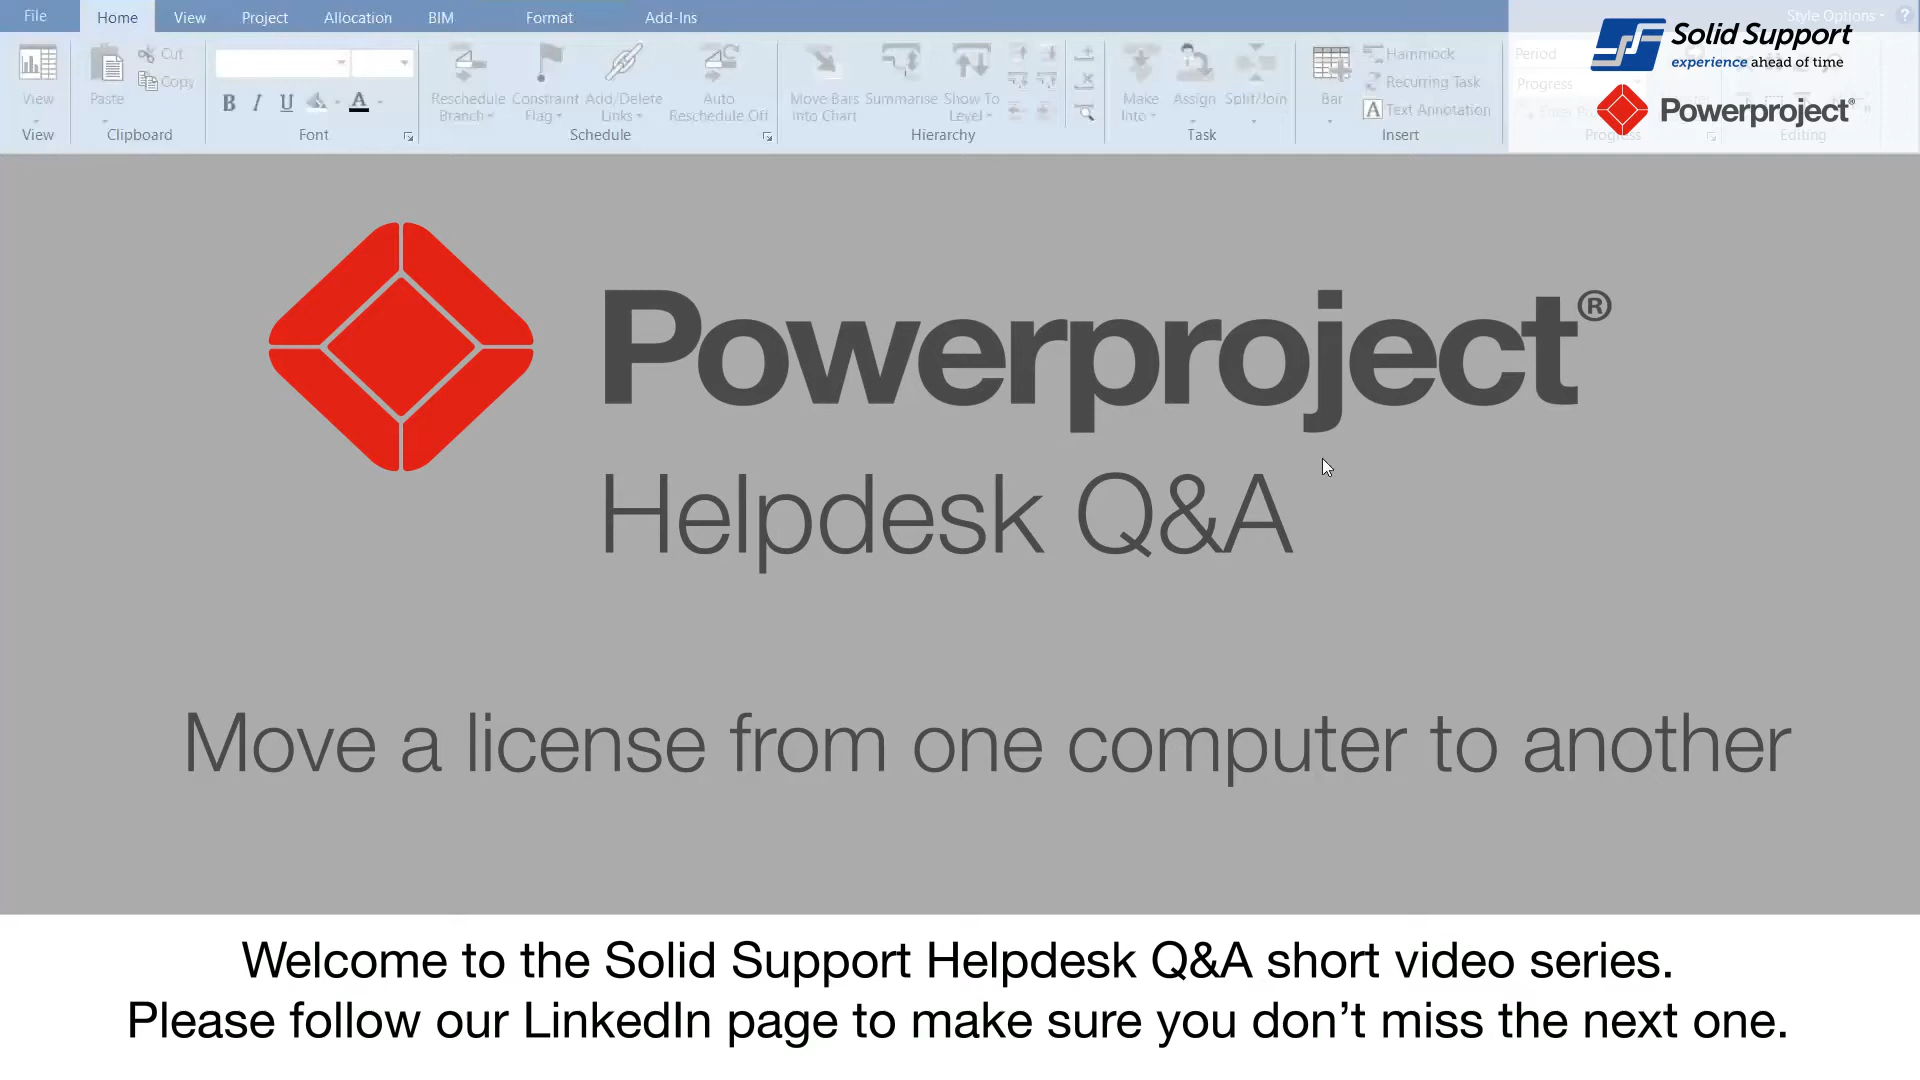 File Home View Project Allocation BIM Format Add-Ins Style Options ?
Solid Support
experience ahead of time
Powerproject®
View
View
Paste
Cut
Copy
Clipboard
B I U A
Font
Reschedule Branch
Constraint Flag
Add/Delete Links
Auto Reschedule Off
Schedule
Move Bars Into Chart
Summarise
Show To Level
Hierarchy
Make Into
Assign
Split/Join
Task
Bar
Hammock
Recurring Task
A Text Annotation
Insert
Period
Progress
Progress
Editing
Powerproject®
Helpdesk Q&A
Move a license from one computer to another
Welcome to the Solid Support Helpdesk Q&A short video series.
Please follow our LinkedIn page to make sure you don’t miss the next one.